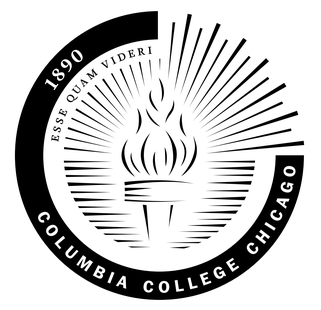 1890
ESSE QUAM VIDERI
COLUMBIA COLLEGE CHICAGO